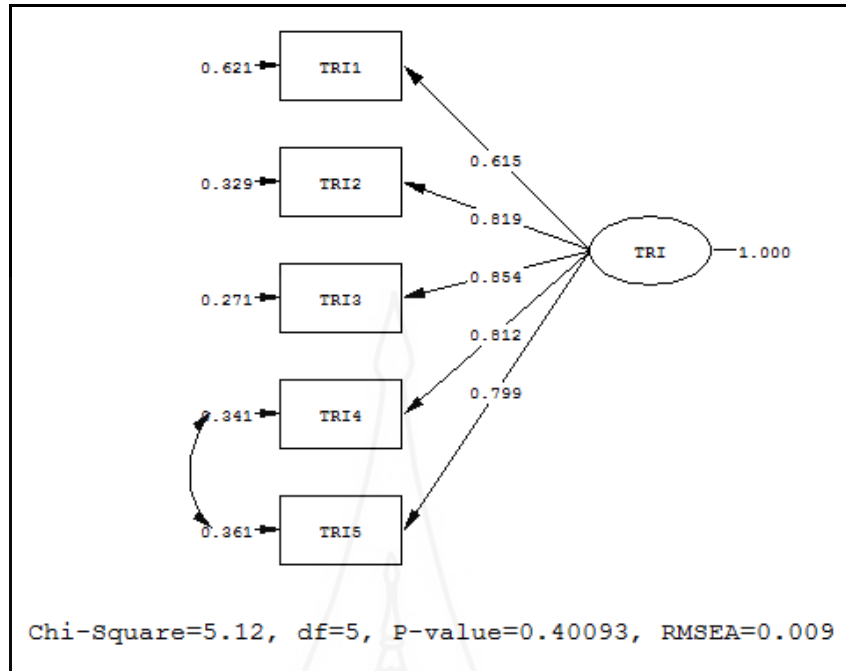 0.621 TRI1
0.615
0.329 TRI2
0.819
TRI 1.000
0.854
0.271 TRI3
0.812
0.799
0.341 TRI4
0.361 TRI5
Chi-Square=5.12, df=5, P-value=0.40093, RMSEA=0.009